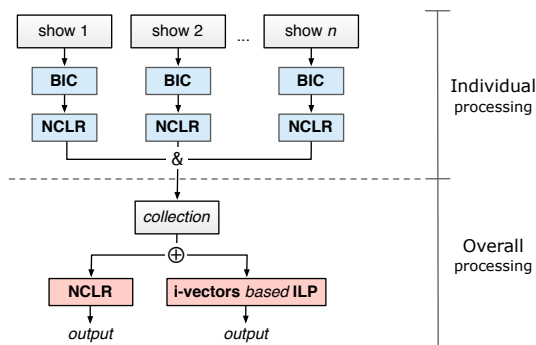 show 1
show 2
...
show n
BIC
BIC
BIC
NCLR
NCLR
NCLR
&
Individual
processing
collection
Overall
processing
NCLR
i-vectors based ILP
output
output